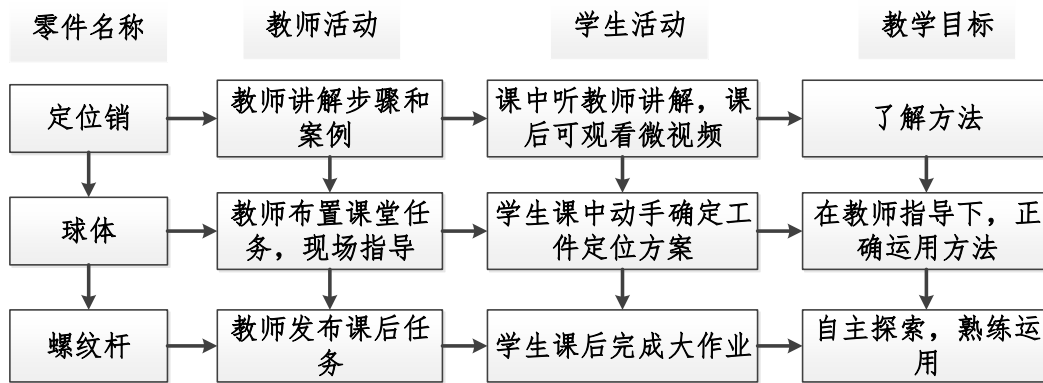 零件名称
教师活动
学生活动
教学目标
定位销
教师讲解步骤和
案例
课中听教师讲解，课
后可观看微视频
了解方法
球体
教师布置课堂任
务，现场指导
学生课中动手确定工
件定位方案
在教师指导下，正
确运用方法
螺纹杆
教师发布课后任
务
学生课后完成大作业
自主探索，熟练运
用